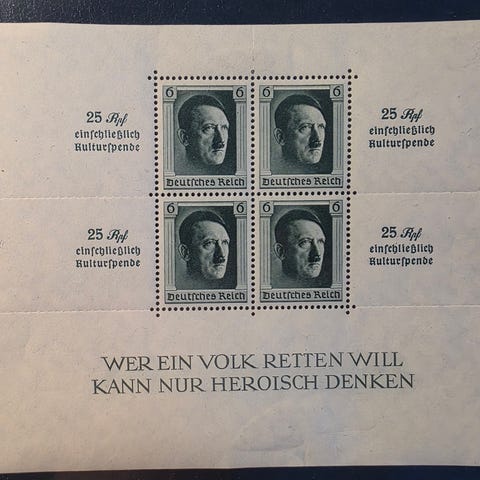 25 Rpf
einschließlich
Kulturspende
6 6
Deutsches Reich
6 6
Deutsches Reich
25 Rpf
einschließlich
Kulturspende
25 Rpf
einschließlich
Kulturspende
6 6
Deutsches Reich
6 6
Deutsches Reich
25 Rpf
einschließlich
Kulturspende
WER EIN VOLK RETTEN WILL
KANN NUR HEROISCH DENKEN